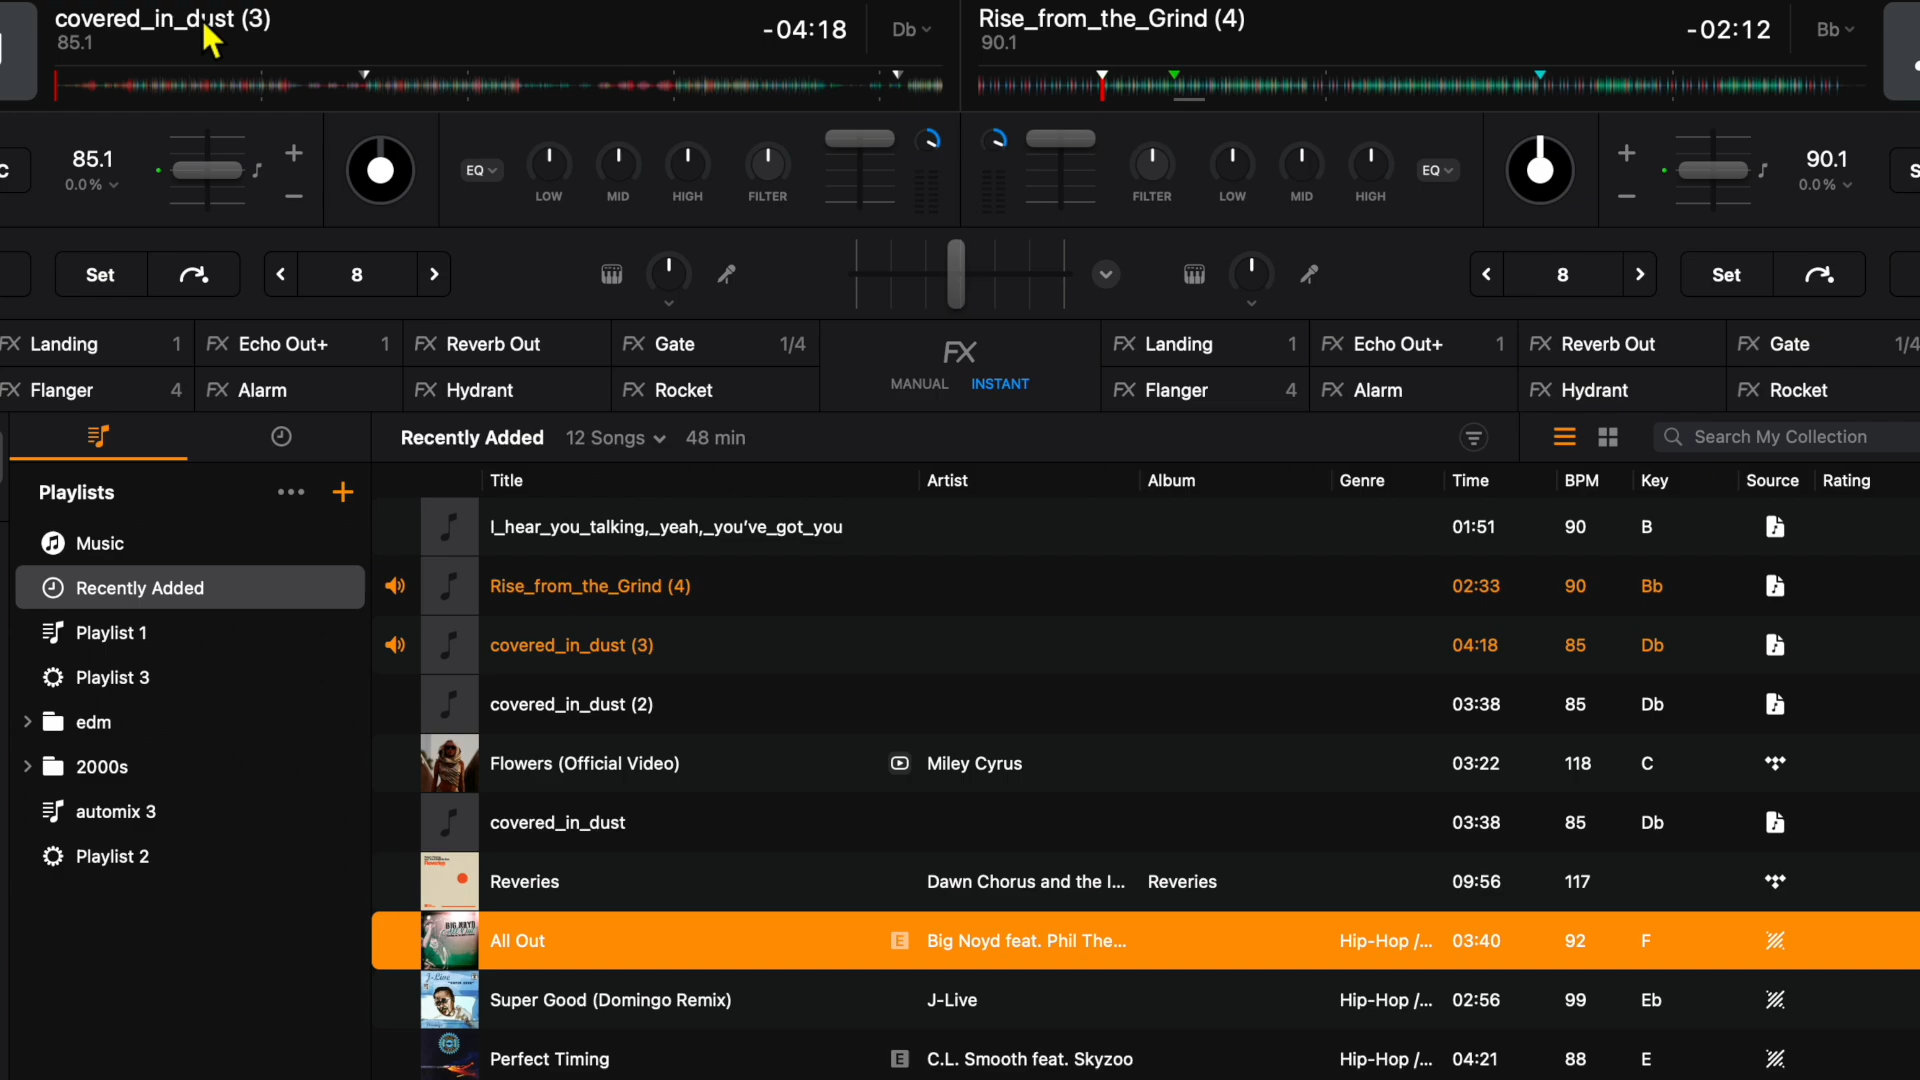 covered_in_dust (3)
85.1
-04:18
Db
Rise_from_the_Grind (4)
90.1
-02:12
Bb
C
85.1
0.0%
EQ
LOW
MID
HIGH
FILTER
FILTER
LOW
MID
HIGH
EQ
90.1
0.0%
S
Set
8
8
Set
FX Landing 1
FX Echo Out+ 1
FX Reverb Out
FX Gate 1/4
FX
MANUAL INSTANT
FX Landing 1
FX Echo Out+ 1
FX Reverb Out
FX Gate 1/4
FX Flanger 4
FX Alarm
FX Hydrant
FX Rocket
FX Flanger 4
FX Alarm
FX Hydrant
FX Rocket
Recently Added 12 Songs 48 min
Search My Collection
Playlists
Music
Recently Added
Playlist 1
Playlist 3
edm
2000s
automix 3
Playlist 2
Title Artist Album Genre Time BPM Key Source Rating
I_hear_you_talking,_yeah,_you’ve_got_you 01:51 90 B
Rise_from_the_Grind (4) 02:33 90 Bb
covered_in_dust (3) 04:18 85 Db
covered_in_dust (2) 03:38 85 Db
Flowers (Official Video) Miley Cyrus 03:22 118 C
covered_in_dust 03:38 85 Db
Reveries Dawn Chorus and the I... Reveries 09:56 117
All Out E Big Noyd feat. Phil The... Hip-Hop /... 03:40 92 F
Super Good (Domingo Remix) J-Live Hip-Hop /... 02:56 99 Eb
Perfect Timing E C.L. Smooth feat. Skyzoo Hip-Hop /... 04:21 88 E